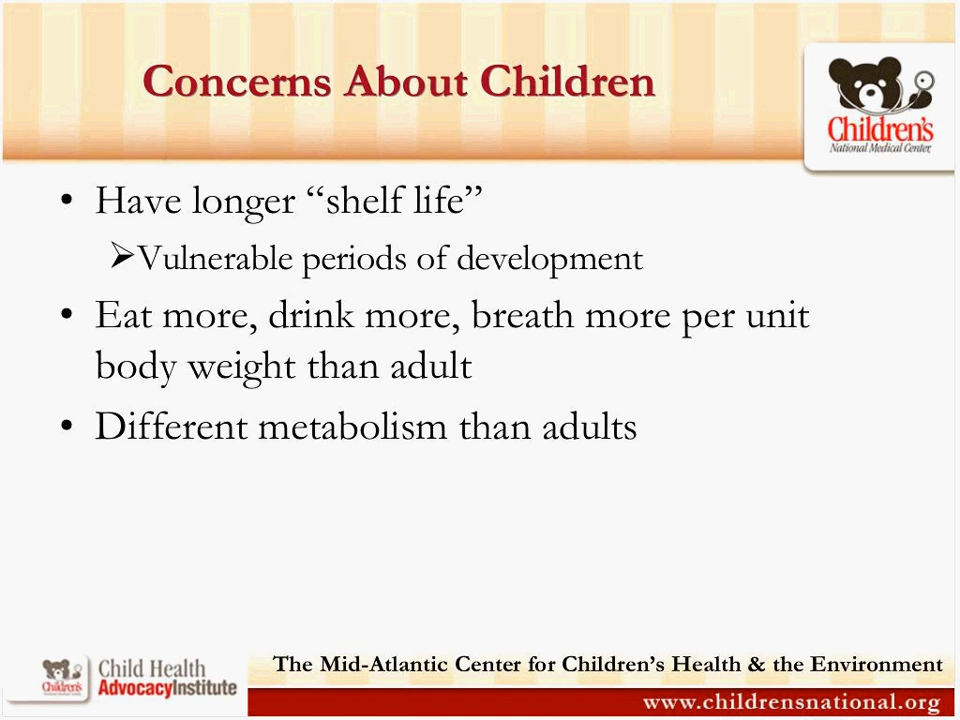 Concerns About Children
Children's
National Medical Center
• Have longer “shelf life”
➢Vulnerable periods of development
• Eat more, drink more, breath more per unit
body weight than adult
• Different metabolism than adults
Children's
Child Health
AdvocacyInstitute
The Mid-Atlantic Center for Children’s Health & the Environment
www.childrensnational.org